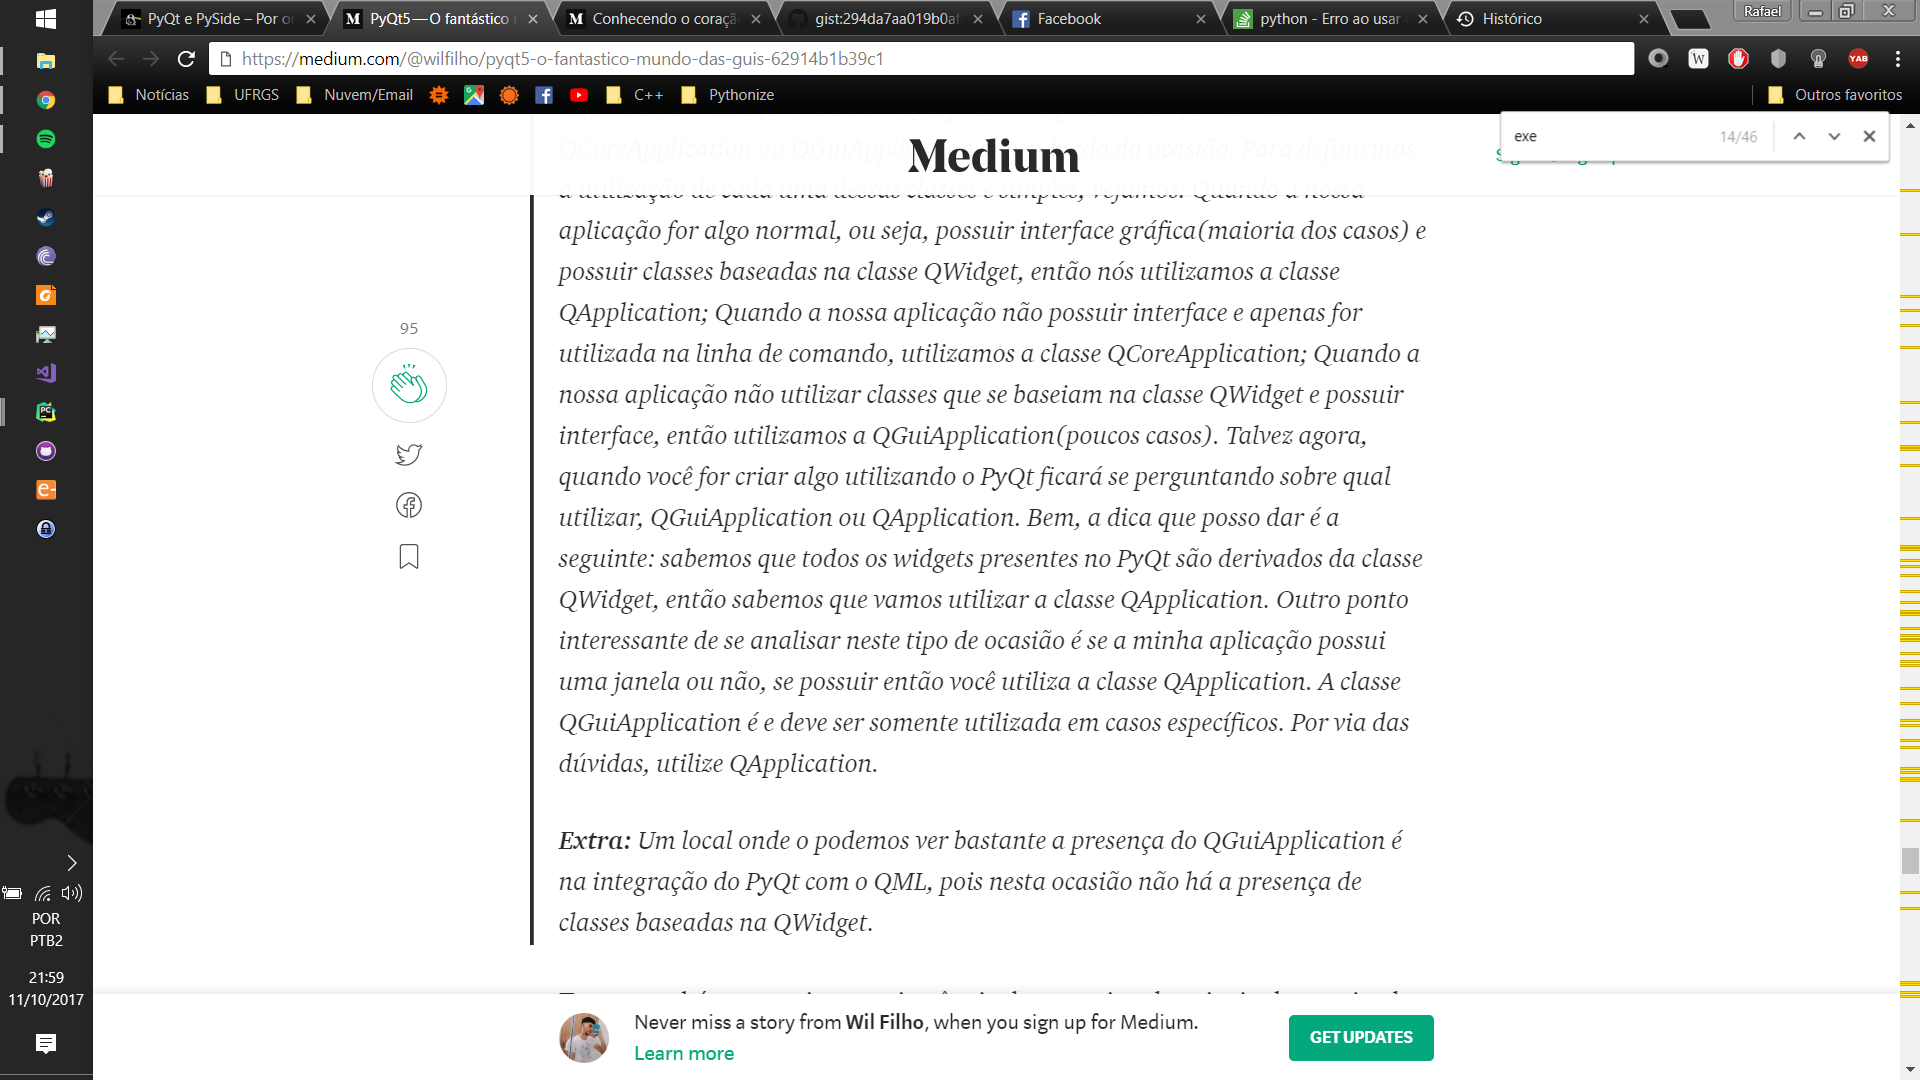 PyQt e PySide – Por o
PyQt5 — O fantástico
Conhecendo o coraçã
gist:294da7aa019b0af
Facebook
python - Erro ao usar
Histórico
Rafael
https://medium.com/@wilfilho/pyqt5-o-fantastico-mundo-das-guis-62914b1b39c1
Notícias
UFRGS
Nuvem/Email
C++
Pythonize
Outros favoritos
exe
14/46
Medium
QCoreApplication ou da ocasião. Para definirmos
a utilização de cada uma dessas classes é simples, vejamos: Quando a nossa
aplicação for algo normal, ou seja, possuir interface gráfica(maioria dos casos) e
possuir classes baseadas na classe QWidget, então nós utilizamos a classe
QApplication; Quando a nossa aplicação não possuir interface e apenas for
utilizada na linha de comando, utilizamos a classe QCoreApplication; Quando a
nossa aplicação não utilizar classes que se baseiam na classe QWidget e possuir
interface, então utilizamos a QGuiApplication(poucos casos). Talvez agora,
quando você for criar algo utilizando o PyQt ficará se perguntando sobre qual
utilizar, QGuiApplication ou QApplication. Bem, a dica que posso dar é a
seguinte: sabemos que todos os widgets presentes no PyQt são derivados da classe
QWidget, então sabemos que vamos utilizar a classe QApplication. Outro ponto
interessante de se analisar neste tipo de ocasião é se a minha aplicação possui
uma janela ou não, se possuir então você utiliza a classe QApplication. A classe
QGuiApplication é e deve ser somente utilizada em casos específicos. Por via das
dúvidas, utilize QApplication.
Extra: Um local onde o podemos ver bastante a presença do QGuiApplication é
na integração do PyQt com o QML, pois nesta ocasião não há a presença de
classes baseadas na QWidget.
95
Never miss a story from Wil Filho, when you sign up for Medium.
Learn more
GET UPDATES
POR
PTB2
21:59
11/10/2017